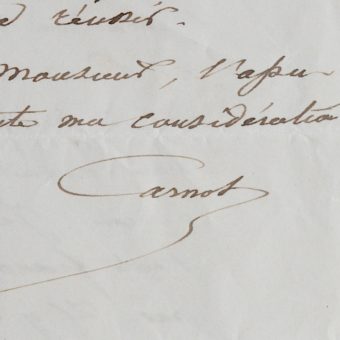 réussir.
Monsieur, l'assu
ma considération
Carnot